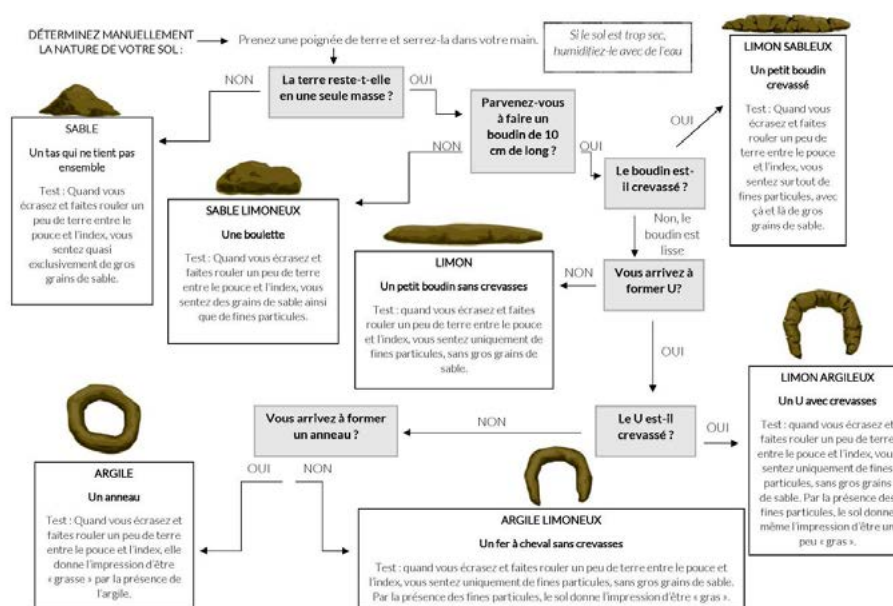 DÉTERMINEZ MANUELLEMENT
LA NATURE DE VOTRE SOL :
Prenez une poignée de terre et serrez-la dans votre main.
Si le sol est trop sec,
humidifiez-le avec de l'eau
La terre reste-t-elle
en une seule masse ?
NON
OUI
SABLE
Un tas qui ne tient pas
ensemble
Test : Quand vous
écrasez et faites rouler un
peu de terre entre le
pouce et l'index, vous
sentez quasi
exclusivement de gros
grains de sable.
Parvenez-vous
à faire un
boudin de 10
cm de long ?
NON
OUI
SABLE LIMONEUX
Une boulette
Test : Quand vous écrasez et
faites rouler un peu de terre
entre le pouce et l'index, vous
sentez des grains de sable ainsi
que de fines particules.
Le boudin est-
il crevassé ?
OUI
LIMON SABLEUX
Un petit boudin
crevassé
Test : Quand vous
écrasez et faites
rouler un peu de
terre entre le pouce
et l'index, vous
sentez surtout de
fines particules, avec
çà et là de gros
grains de sable.
Non, le
boudin est
lisse
Vous arrivez à
former U?
NON
OUI
LIMON
Un petit boudin sans crevasses
Test : quand vous écrasez et faites
rouler un peu de terre entre le pouce
et l'index, vous sentez uniquement de
fines particules, sans gros grains de
sable.
Le U est-il
crevassé ?
OUI
NON
LIMON ARGILEUX
Un U avec crevasses
Test : quand vous écrasez et
faites rouler un peu de terre
entre le pouce et l'index, vous
sentez uniquement de fines
particules, sans gros grains
de sable. Par la présence des
fines particules, le sol donne
même l'impression d'être un
peu « gras ».
Vous arrivez à former
un anneau ?
OUI
NON
ARGILE
Un anneau
Test : Quand vous écrasez et
faites rouler un peu de terre
entre le pouce et l'index, elle
donne l'impression d'être
« grasse » par la présence de
l'argile.
ARGILE LIMONEUX
Un fer à cheval sans crevasses
Test : quand vous écrasez et faites rouler un peu de terre entre le pouce et
l'index, vous sentez uniquement de fines particules, sans gros grains de sable.
Par la présence des fines particules, le sol donne l'impression d'être « gras ».